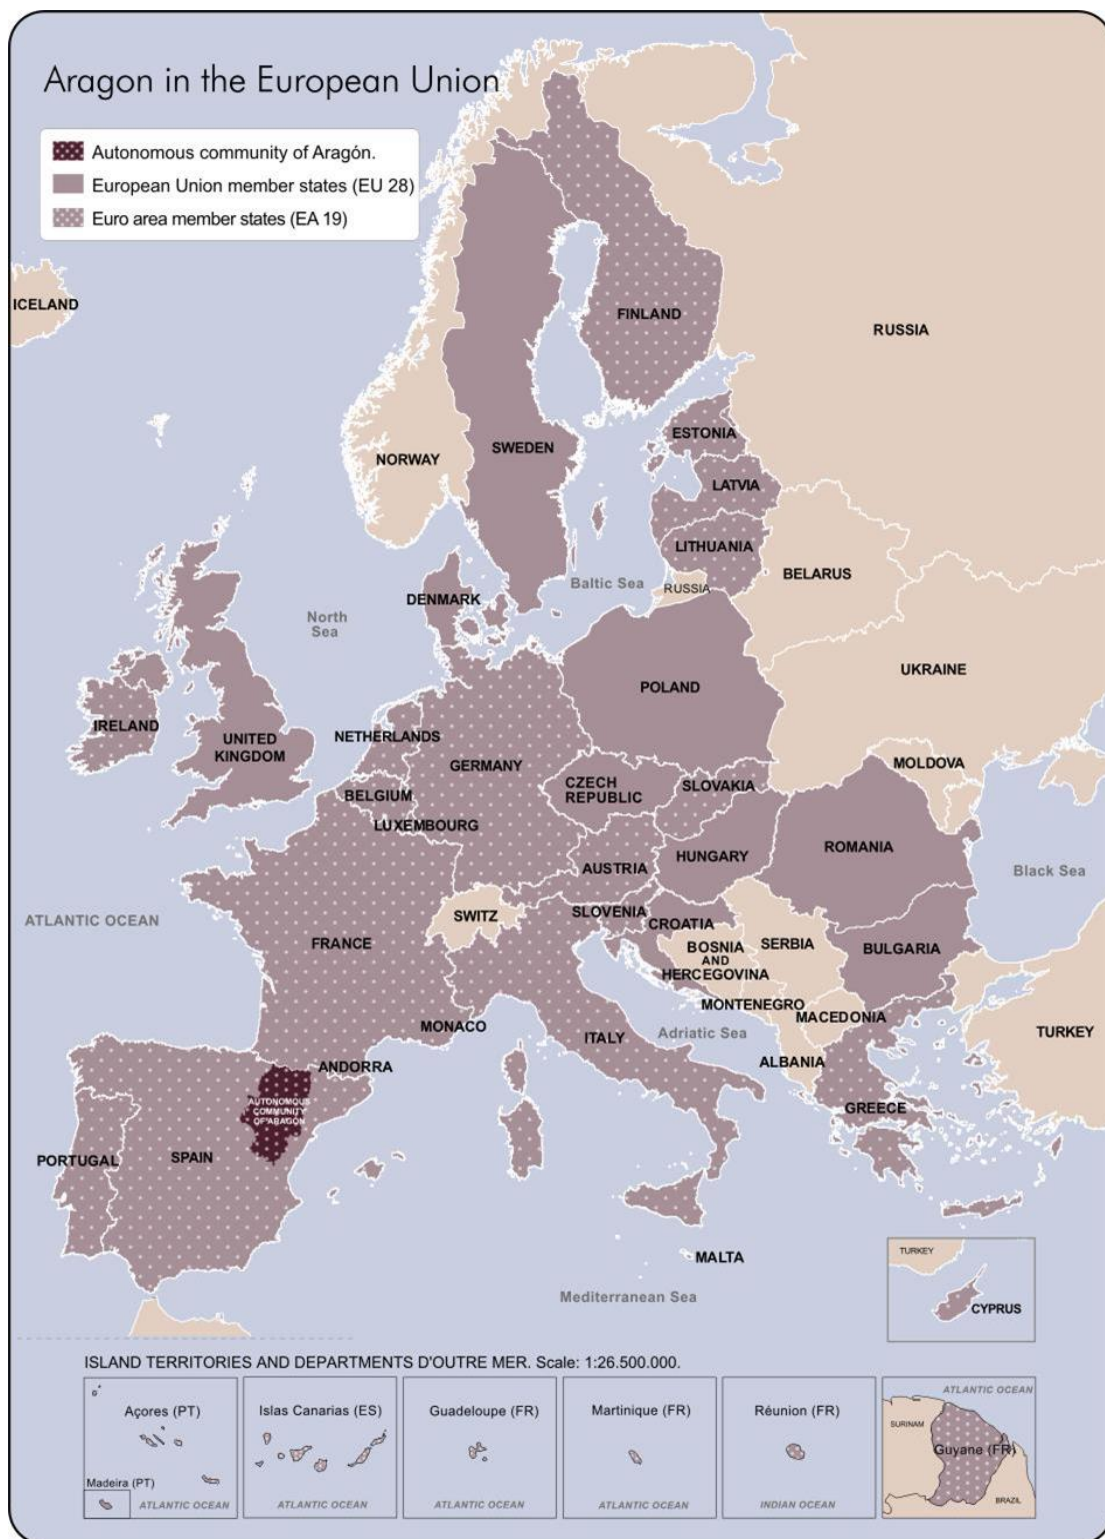 Aragon in the European Union
Autonomous community of Aragón.
European Union member states (EU 28)
Euro area member states (EA 19)
ICELAND
FINLAND
RUSSIA
ESTONIA
SWEDEN
NORWAY
LATVIA
LITHUANIA
BELARUS
Baltic Sea
RUSSIA
DENMARK
North
Sea
UKRAINE
POLAND
IRELAND
UNITED
KINGDOM
NETHERLANDS
GERMANY
MOLDOVA
CZECH
REPUBLIC
SLOVAKIA
BELGIUM
LUXEMBOURG
ROMANIA
HUNGARY
AUSTRIA
Black Sea
ATLANTIC OCEAN
SWITZ
SLOVENIA
CROATIA
FRANCE
BOSNIA
AND
HERCEGOVINA
SERBIA
BULGARIA
MONTENEGRO
MACEDONIA
MONACO
ITALY
Adriatic Sea
TURKEY
ANDORRA
ALBANIA
AUTONOMOUS
COMMUNITY
OF ARAGON
GREECE
PORTUGAL
SPAIN
MALTA
TURKEY
CYPRUS
Mediterranean Sea
ISLAND TERRITORIES AND DEPARTMENTS D'OUTRE MER. Scale: 1:26.500.000.
Açores (PT)
Madeira (PT)
ATLANTIC OCEAN
Islas Canarias (ES)
ATLANTIC OCEAN
Guadeloupe (FR)
ATLANTIC OCEAN
Martinique (FR)
ATLANTIC OCEAN
Réunion (FR)
INDIAN OCEAN
ATLANTIC OCEAN
SURINAM
Guyane (FR)
BRAZIL